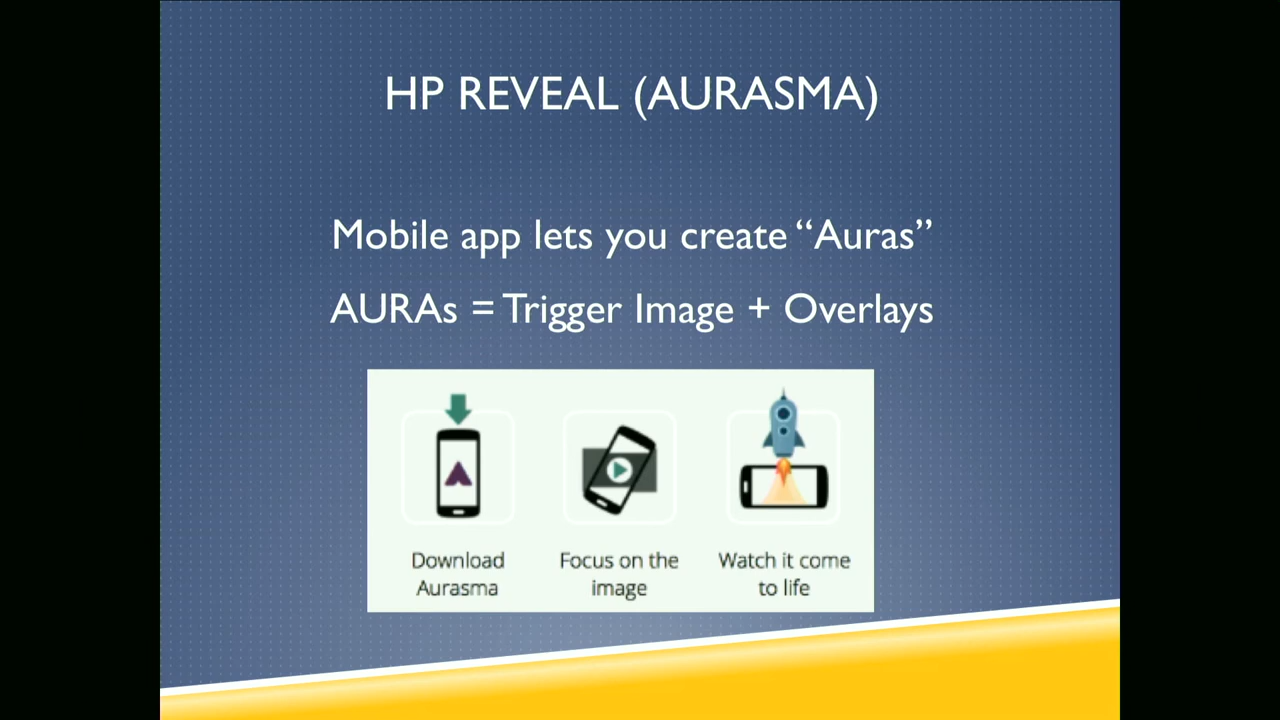 HP REVEAL (AURASMA)
Mobile app lets you create “Auras”
AURAs = Trigger Image + Overlays
Download
Aurasma
Focus on the
image
Watch it come
to life